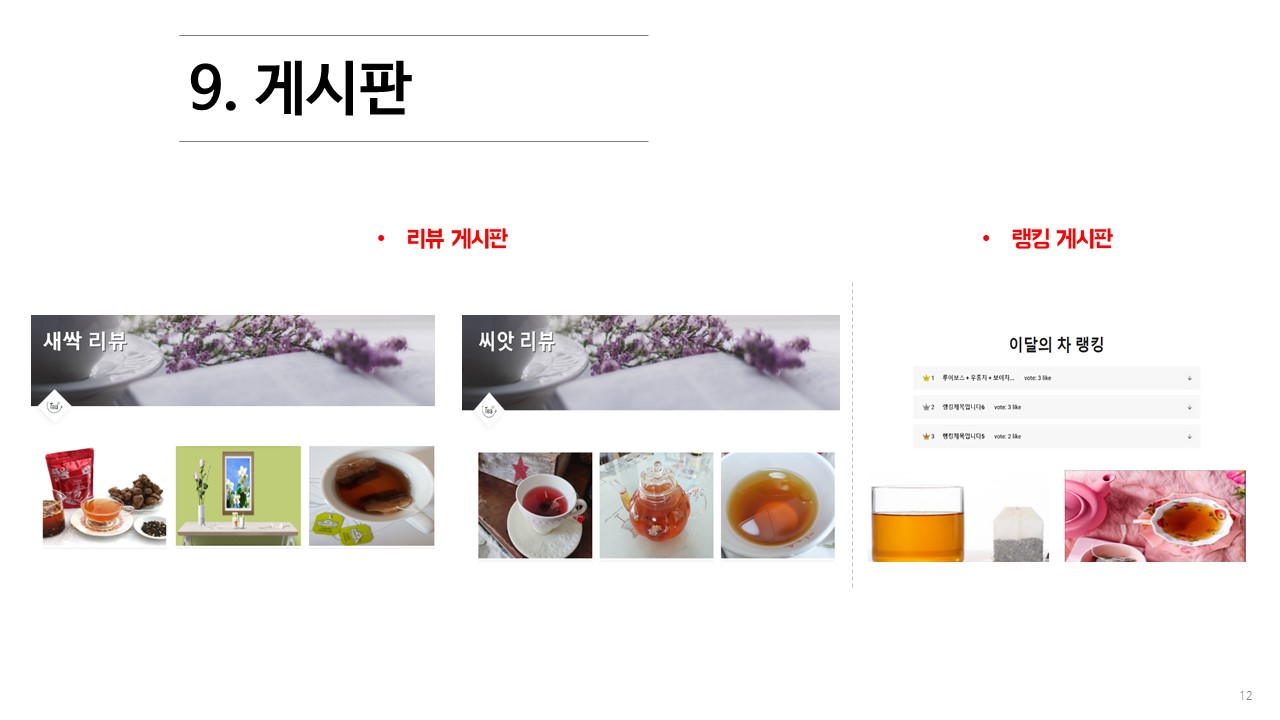 9. 게시판
• 리뷰 게시판
• 랭킹 게시판
새싹 리뷰
Tea
씨앗 리뷰
Tea
이달의 차 랭킹
1 루이보스 + 우롱차 + 보이차... vote: 3 like
2 랭킹제목입니다6 vote: 3 like
3 랭킹제목입니다5 vote: 2 like
12